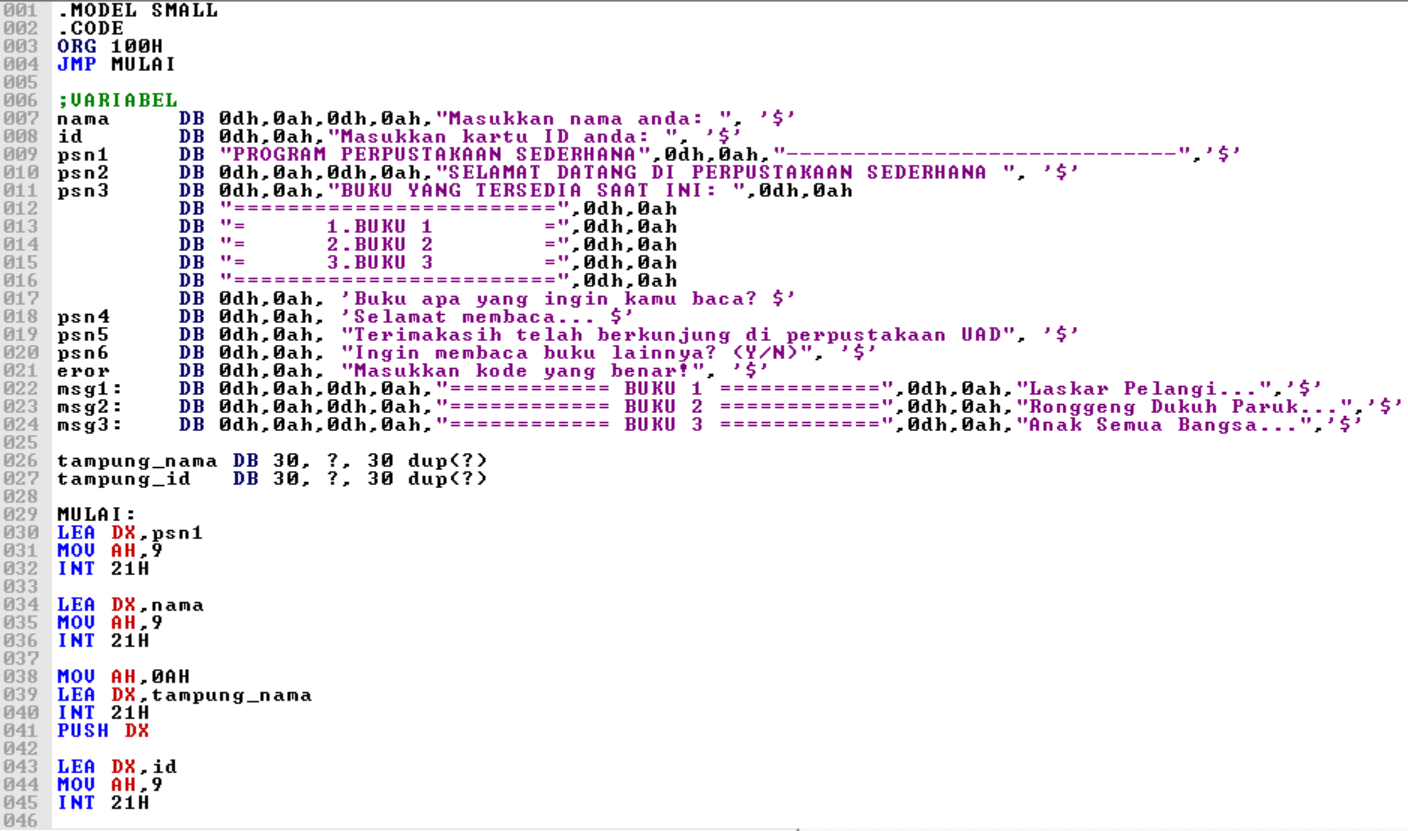 001 .MODEL SMALL
002 .CODE
003 ORG 100H
004 JMP MULAI
005
006 ;VARIABEL
007 nama       DB 0dh,0ah,0dh,0ah,"Masukkan nama anda: ", '$'
008 id         DB 0dh,0ah,"Masukkan kartu ID anda: ", '$'
009 psn1       DB "PROGRAM PERPUSTAKAAN SEDERHANA",0dh,0ah,"-----------------------------",'$'
010 psn2       DB 0dh,0ah,0dh,0ah,"SELAMAT DATANG DI PERPUSTAKAAN SEDERHANA ", '$'
011 psn3       DB 0dh,0ah,"BUKU YANG TERSEDIA SAAT INI: ",0dh,0ah
012            DB "========================",0dh,0ah
013            DB "=      1.BUKU 1        =",0dh,0ah
014            DB "=      2.BUKU 2        =",0dh,0ah
015            DB "=      3.BUKU 3        =",0dh,0ah
016            DB "========================",0dh,0ah
017            DB 0dh,0ah, 'Buku apa yang ingin kamu baca? $'
018 psn4       DB 0dh,0ah, 'Selamat membaca... $'
019 psn5       DB 0dh,0ah, "Terimakasih telah berkunjung di perpustakaan UAD", '$'
020 psn6       DB 0dh,0ah, "Ingin membaca buku lainnya? (Y/N)", '$'
021 eror       DB 0dh,0ah, "Masukkan kode yang benar!", '$'
022 msg1:      DB 0dh,0ah,0dh,0ah,"============ BUKU 1 ============",0dh,0ah,"Laskar Pelangi...",'$'
023 msg2:      DB 0dh,0ah,0dh,0ah,"============ BUKU 2 ============",0dh,0ah,"Ronggeng Dukuh Paruk...",'$'
024 msg3:      DB 0dh,0ah,0dh,0ah,"============ BUKU 3 ============",0dh,0ah,"Anak Semua Bangsa...",'$'
025
026 tampung_nama DB 30, ?, 30 dup(?)
027 tampung_id   DB 30, ?, 30 dup(?)
028
029 MULAI:
030 LEA DX,psn1
031 MOV AH,9
032 INT 21H
033
034 LEA DX,nama
035 MOV AH,9
036 INT 21H
037
038 MOV AH,0AH
039 LEA DX,tampung_nama
040 INT 21H
041 PUSH DX
042
043 LEA DX,id
044 MOV AH,9
045 INT 21H
046